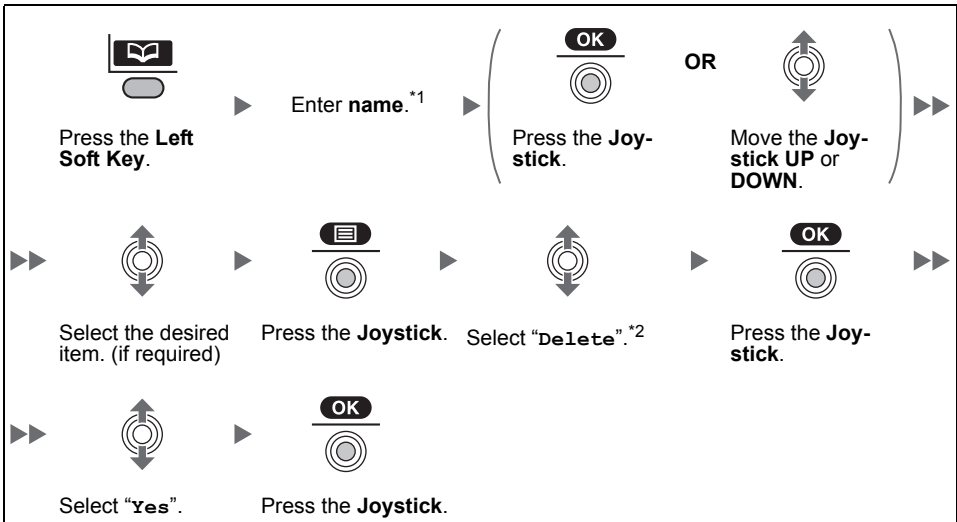 OK
OR
Enter name.*1
Press the Left
Soft Key.
Press the Joy-
stick.
Move the Joy-
stick UP or
DOWN.
OK
Select the desired
item. (if required)
Press the Joystick.
Select “Delete”.*2
Press the Joy-
stick.
OK
Select “Yes”.
Press the Joystick.